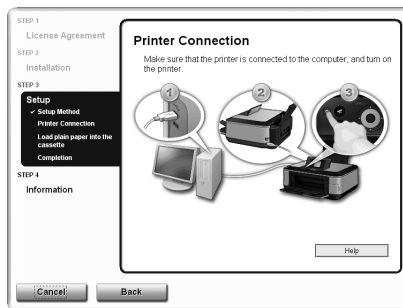 STEP 1
License Agreement
STEP 2
Installation
STEP 3
Setup
✓ Setup Method
Printer Connection
Load plain paper into the
cassette
Completion
STEP 4
Information
Printer Connection
Make sure that the printer is connected to the computer, and turn on
the printer.
1
2
3
Help
Cancel
Back